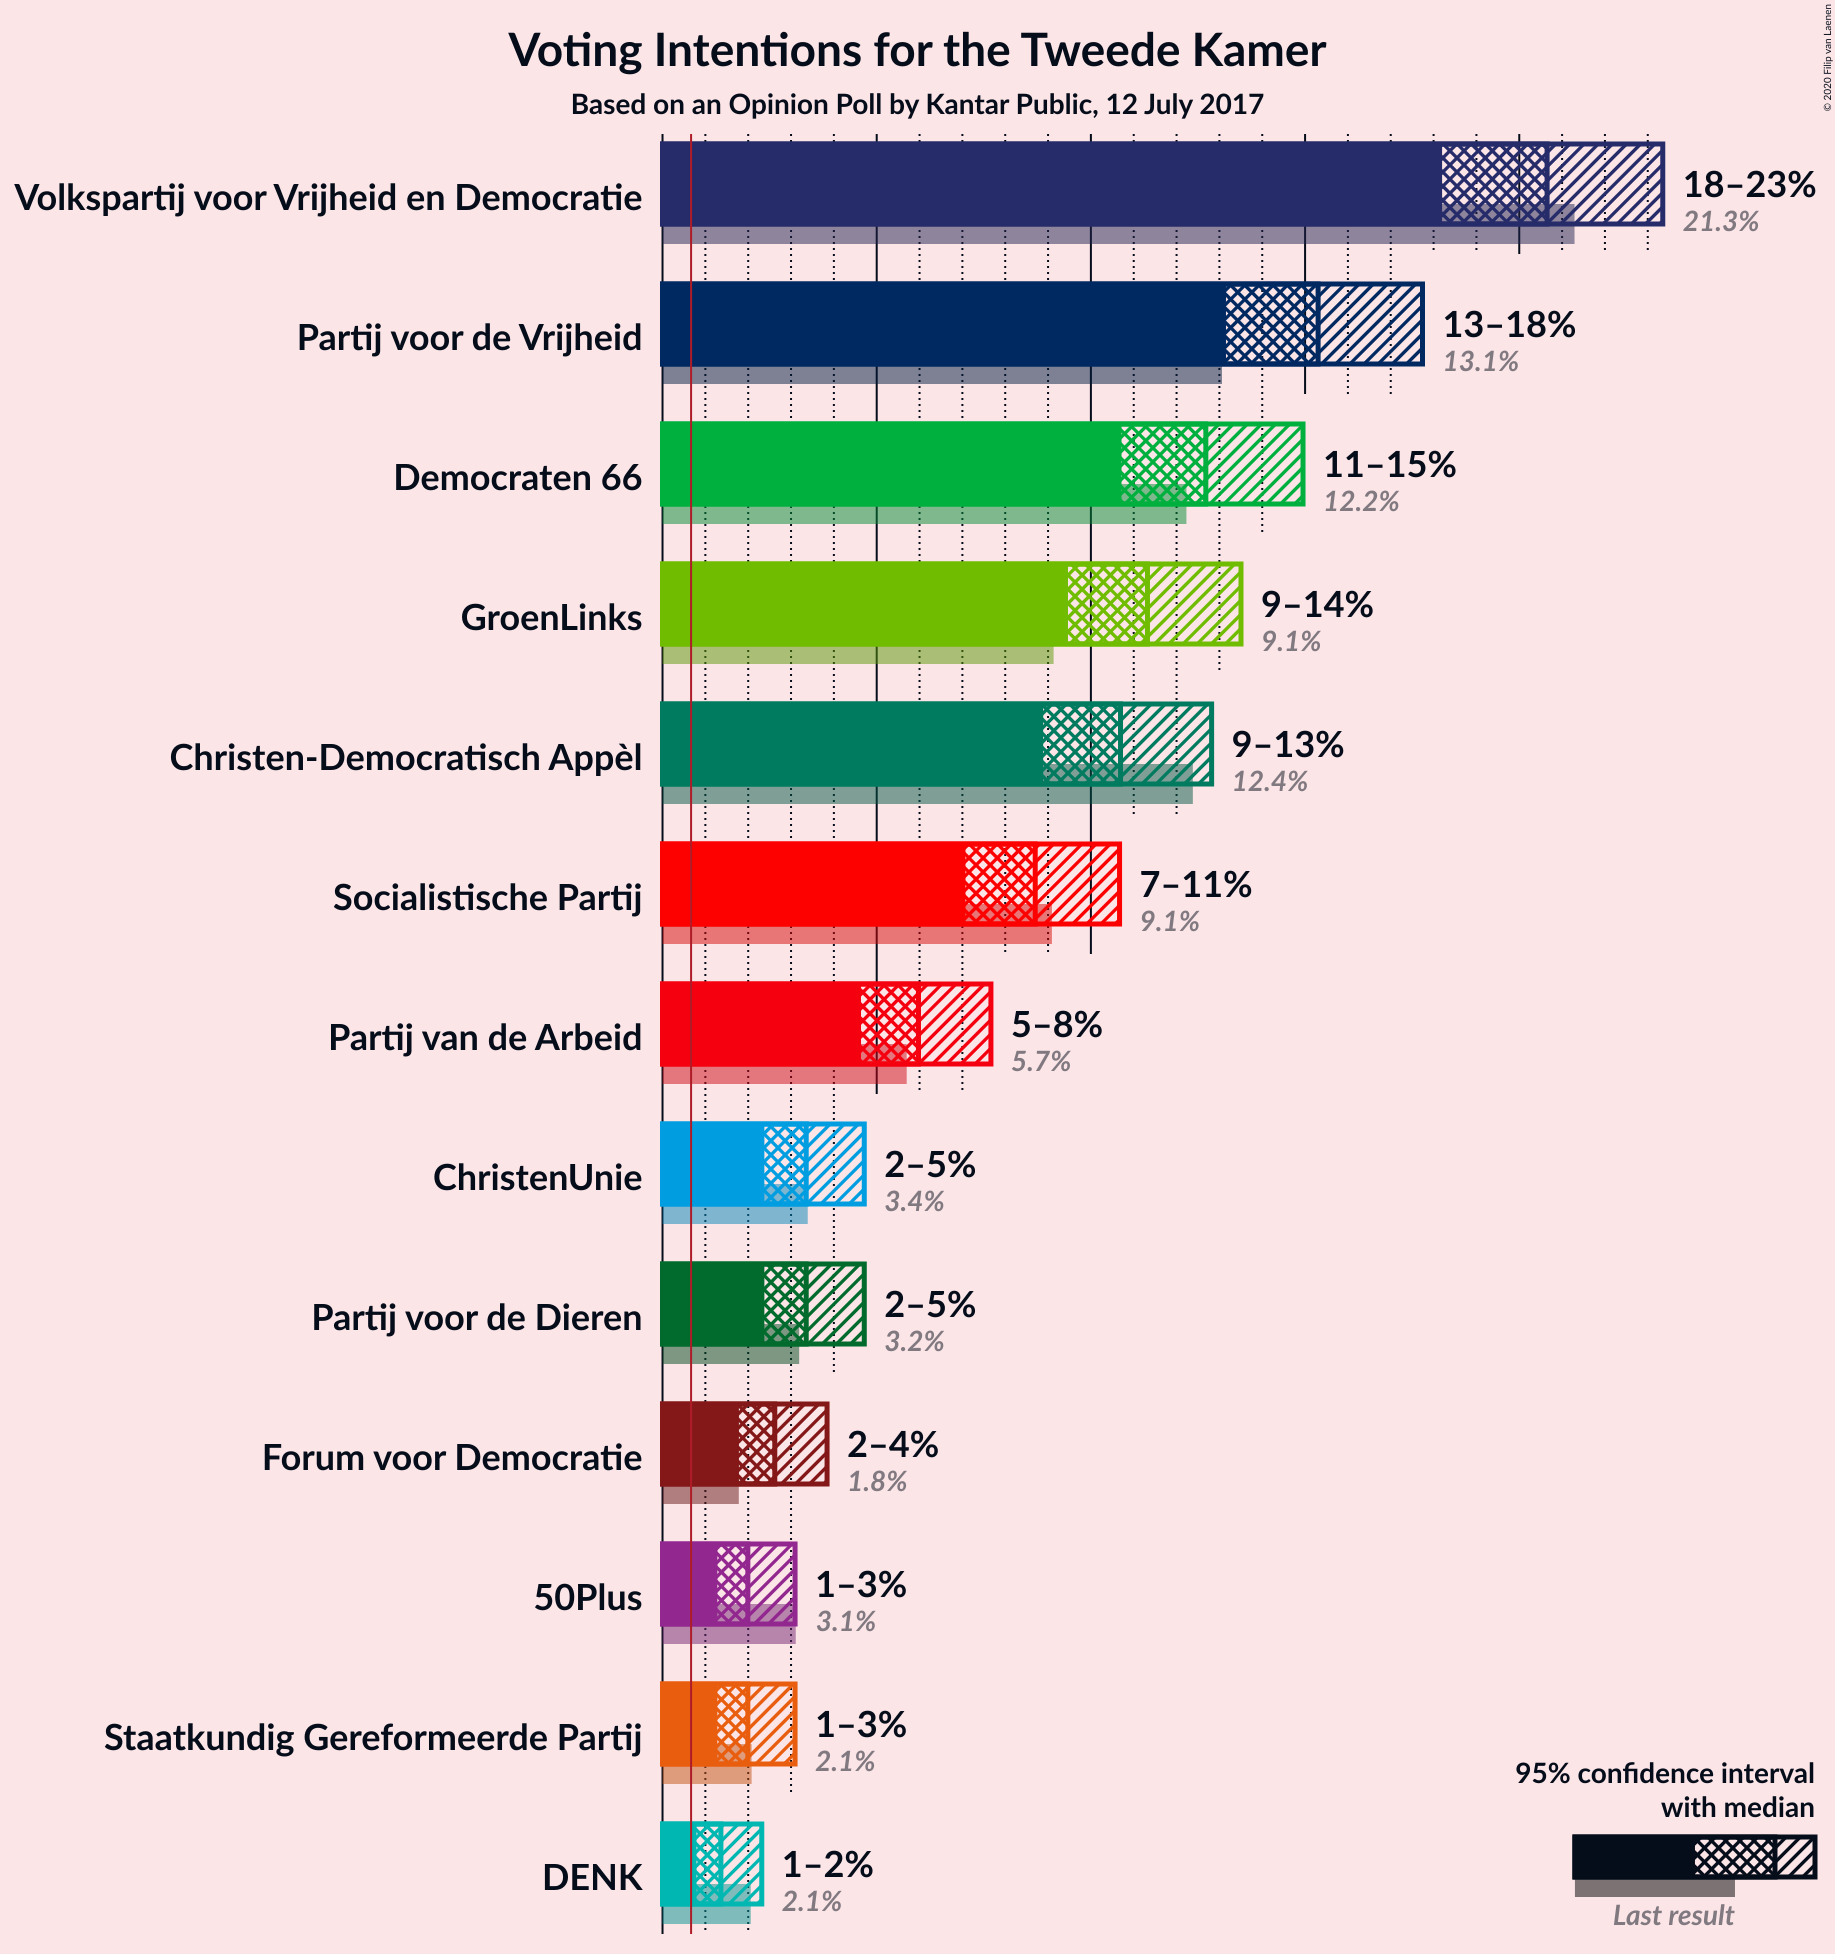 Voting Intentions for the Tweede Kamer
Based on an Opinion Poll by Kantar Public, 12 July 2017
© 2020 Filip van Laenen
Volkspartij voor Vrijheid en Democratie
18–23%
21.3%
Partij voor de Vrijheid
13–18%
13.1%
Democraten 66
11–15%
12.2%
GroenLinks
9–14%
9.1%
Christen-Democratisch Appèl
9–13%
12.4%
Socialistische Partij
7–11%
9.1%
Partij van de Arbeid
5–8%
5.7%
ChristenUnie
2–5%
3.4%
Partij voor de Dieren
2–5%
3.2%
Forum voor Democratie
2–4%
1.8%
50Plus
1–3%
3.1%
Staatkundig Gereformeerde Partij
1–3%
2.1%
DENK
1–2%
2.1%
95% confidence interval
with median
Last result